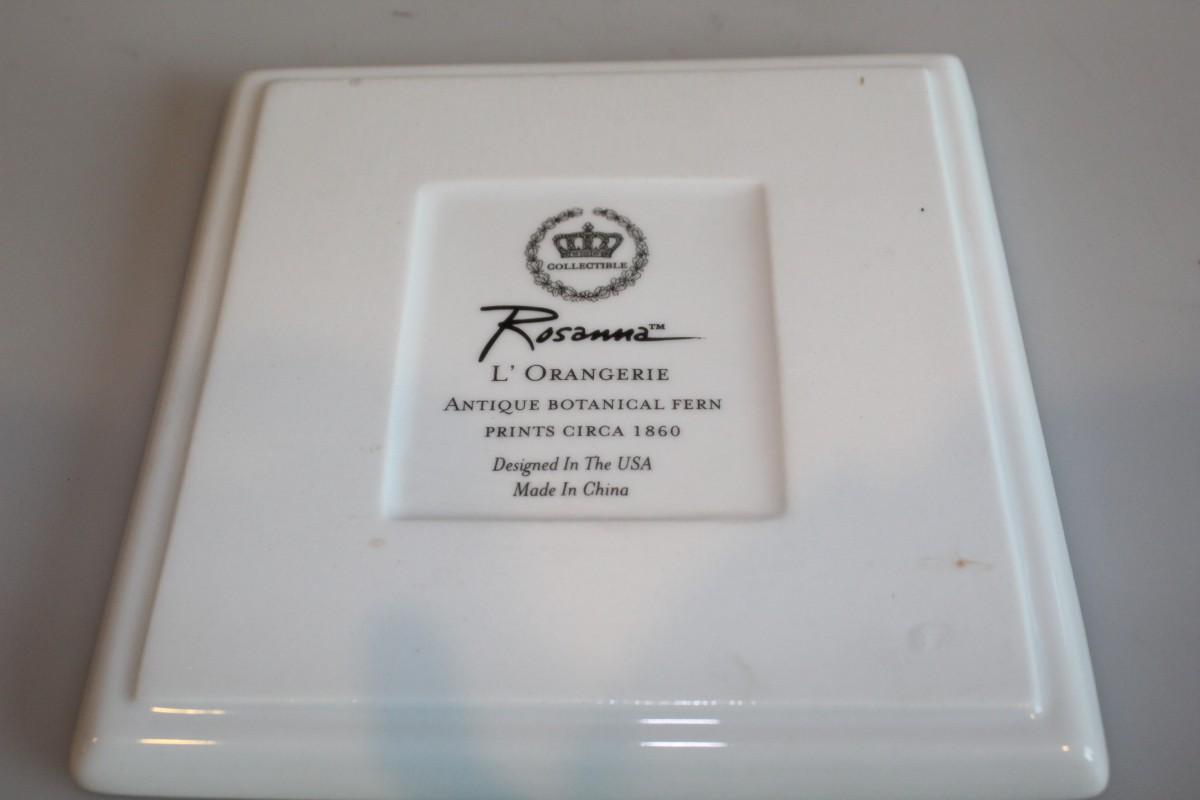 COLLECTIBLE
Rosanna™
L' ORANGERIE
ANTIQUE BOTANICAL FERN
PRINTS CIRCA 1860
Designed In The USA
Made In China